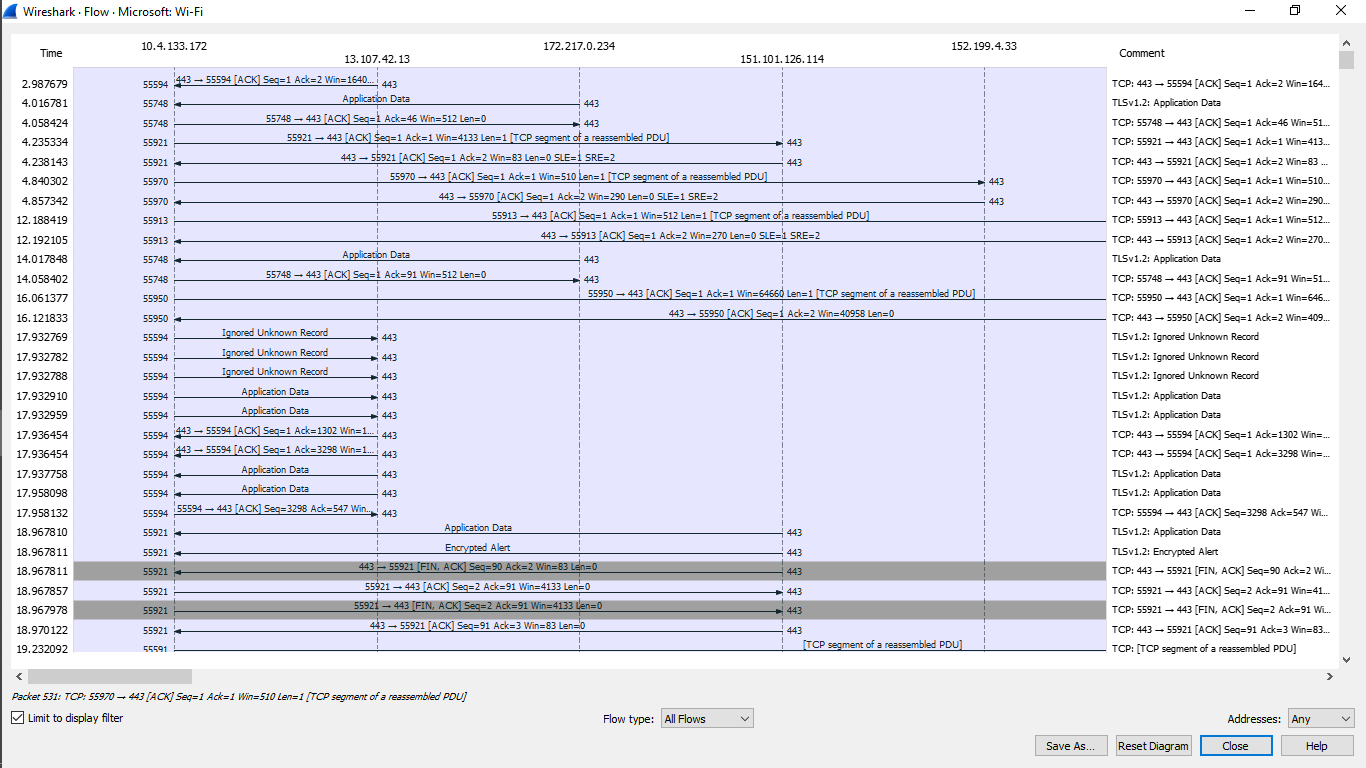 Wireshark · Flow · Microsoft: Wi-Fi
Time 10.4.133.172 13.107.42.13 172.217.0.234 151.101.126.114 152.199.4.33 Comment
2.987679 55594 443 → 55594 [ACK] Seq=1 Ack=2 Win=1640... 443 TCP: 443 → 55594 [ACK] Seq=1 Ack=2 Win=164...
4.016781 55748 Application Data 443 TLSv1.2: Application Data
4.058424 55748 55748 → 443 [ACK] Seq=1 Ack=46 Win=512 Len=0 443 TCP: 55748 → 443 [ACK] Seq=1 Ack=46 Win=51...
4.235334 55921 55921 → 443 [ACK] Seq=1 Ack=1 Win=4133 Len=1 [TCP segment of a reassembled PDU] 443 TCP: 55921 → 443 [ACK] Seq=1 Ack=1 Win=413...
4.238143 55921 443 → 55921 [ACK] Seq=1 Ack=2 Win=83 Len=0 SLE=1 SRE=2 443 TCP: 443 → 55921 [ACK] Seq=1 Ack=2 Win=83 ...
4.840302 55970 55970 → 443 [ACK] Seq=1 Ack=1 Win=510 Len=1 [TCP segment of a reassembled PDU] 443 TCP: 55970 → 443 [ACK] Seq=1 Ack=1 Win=510...
4.857342 55970 443 → 55970 [ACK] Seq=1 Ack=2 Win=290 Len=0 SLE=1 SRE=2 443 TCP: 443 → 55970 [ACK] Seq=1 Ack=2 Win=290...
12.188419 55913 55913 → 443 [ACK] Seq=1 Ack=1 Win=512 Len=1 [TCP segment of a reassembled PDU] TCP: 55913 → 443 [ACK] Seq=1 Ack=1 Win=512...
12.192105 55913 443 → 55913 [ACK] Seq=1 Ack=2 Win=270 Len=0 SLE=1 SRE=2 TCP: 443 → 55913 [ACK] Seq=1 Ack=2 Win=270...
14.017848 55748 Application Data 443 TLSv1.2: Application Data
14.058402 55748 55748 → 443 [ACK] Seq=1 Ack=91 Win=512 Len=0 443 TCP: 55748 → 443 [ACK] Seq=1 Ack=91 Win=51...
16.061377 55950 55950 → 443 [ACK] Seq=1 Ack=1 Win=64660 Len=1 [TCP segment of a reassembled PDU] TCP: 55950 → 443 [ACK] Seq=1 Ack=1 Win=646...
16.121833 55950 443 → 55950 [ACK] Seq=1 Ack=2 Win=40958 Len=0 TCP: 443 → 55950 [ACK] Seq=1 Ack=2 Win=409...
17.932769 55594 Ignored Unknown Record 443 TLSv1.2: Ignored Unknown Record
17.932782 55594 Ignored Unknown Record 443 TLSv1.2: Ignored Unknown Record
17.932788 55594 Ignored Unknown Record 443 TLSv1.2: Ignored Unknown Record
17.932910 55594 Application Data 443 TLSv1.2: Application Data
17.932959 55594 Application Data 443 TLSv1.2: Application Data
17.936454 55594 443 → 55594 [ACK] Seq=1 Ack=1302 Win=1... 443 TCP: 443 → 55594 [ACK] Seq=1 Ack=1302 Win=...
17.936454 55594 443 → 55594 [ACK] Seq=1 Ack=3298 Win=1... 443 TCP: 443 → 55594 [ACK] Seq=1 Ack=3298 Win=...
17.937758 55594 Application Data 443 TLSv1.2: Application Data
17.958098 55594 Application Data 443 TLSv1.2: Application Data
17.958132 55594 55594 → 443 [ACK] Seq=3298 Ack=547 Win... 443 TCP: 55594 → 443 [ACK] Seq=3298 Ack=547 Wi...
18.967810 55921 Application Data 443 TLSv1.2: Application Data
18.967811 55921 Encrypted Alert 443 TLSv1.2: Encrypted Alert
18.967811 55921 443 → 55921 [FIN, ACK] Seq=90 Ack=2 Win=83 Len=0 443 TCP: 443 → 55921 [FIN, ACK] Seq=90 Ack=2 Wi...
18.967857 55921 55921 → 443 [ACK] Seq=2 Ack=91 Win=4133 Len=0 443 TCP: 55921 → 443 [ACK] Seq=2 Ack=91 Win=41...
18.967978 55921 55921 → 443 [FIN, ACK] Seq=2 Ack=91 Win=4133 Len=0 443 TCP: 55921 → 443 [FIN, ACK] Seq=2 Ack=91 Wi...
18.970122 55921 443 → 55921 [ACK] Seq=91 Ack=3 Win=83 Len=0 443 TCP: 443 → 55921 [ACK] Seq=91 Ack=3 Win=83...
19.232092 55591 [TCP segment of a reassembled PDU] TCP: [TCP segment of a reassembled PDU]
Packet 531: TCP: 55970 → 443 [ACK] Seq=1 Ack=1 Win=510 Len=1 [TCP segment of a reassembled PDU]
Limit to display filter Flow type: All Flows Addresses: Any
Save As... Reset Diagram Close Help